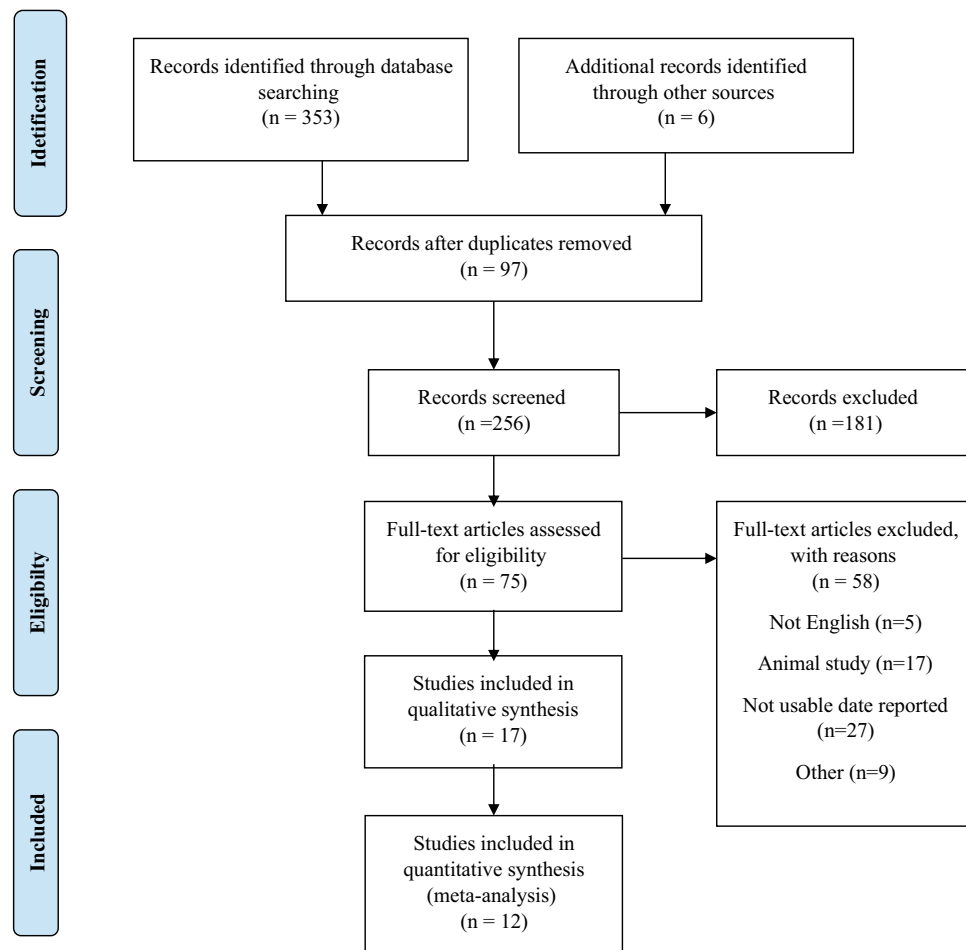 Idetification
Records identified through database
searching
(n = 353)
Additional records identified
through other sources
(n = 6)
Records after duplicates removed
(n = 97)
Screening
Records screened
(n =256)
Records excluded
(n =181)
Eligibilty
Full-text articles assessed
for eligibility
(n = 75)
Full-text articles excluded,
with reasons
(n = 58)
Not English (n=5)
Animal study (n=17)
Not usable date reported
(n=27)
Other (n=9)
Studies included in
qualitative synthesis
(n = 17)
Included
Studies included in
quantitative synthesis
(meta-analysis)
(n = 12)